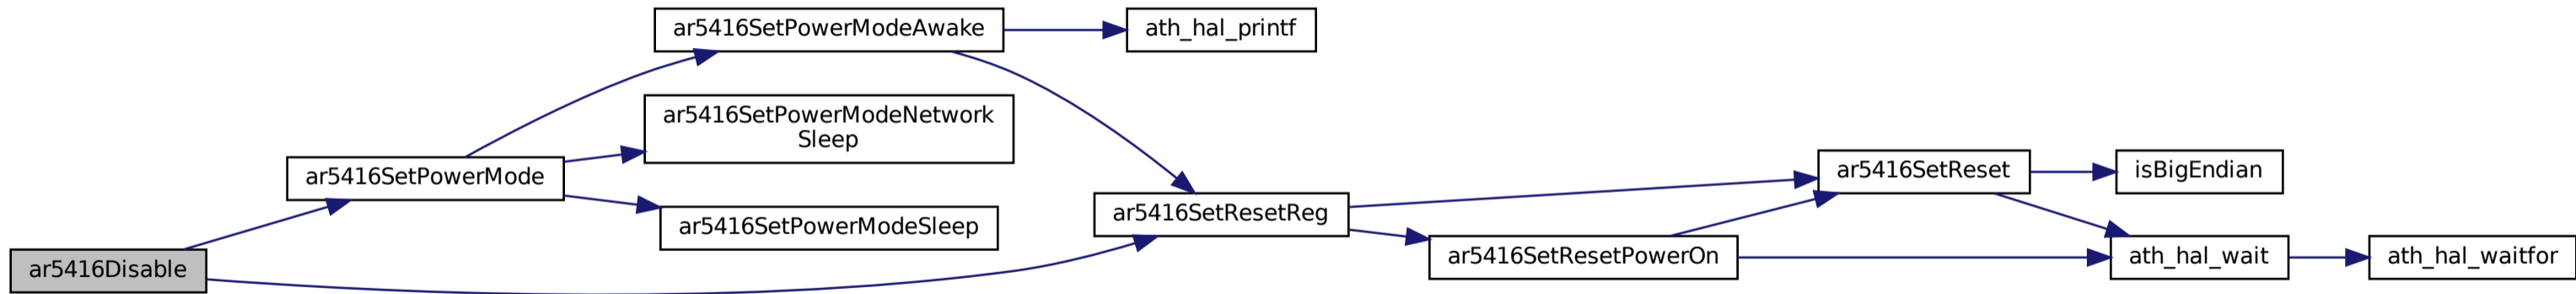 ar5416SetPowerModeAwake
ath_hal_printf
ar5416SetPowerModeNetwork
Sleep
ar5416SetPowerMode
ar5416SetReset
isBigEndian
ar5416SetPowerModeSleep
ar5416SetResetReg
ar5416Disable
ar5416SetResetPowerOn
ath_hal_wait
ath_hal_waitfor